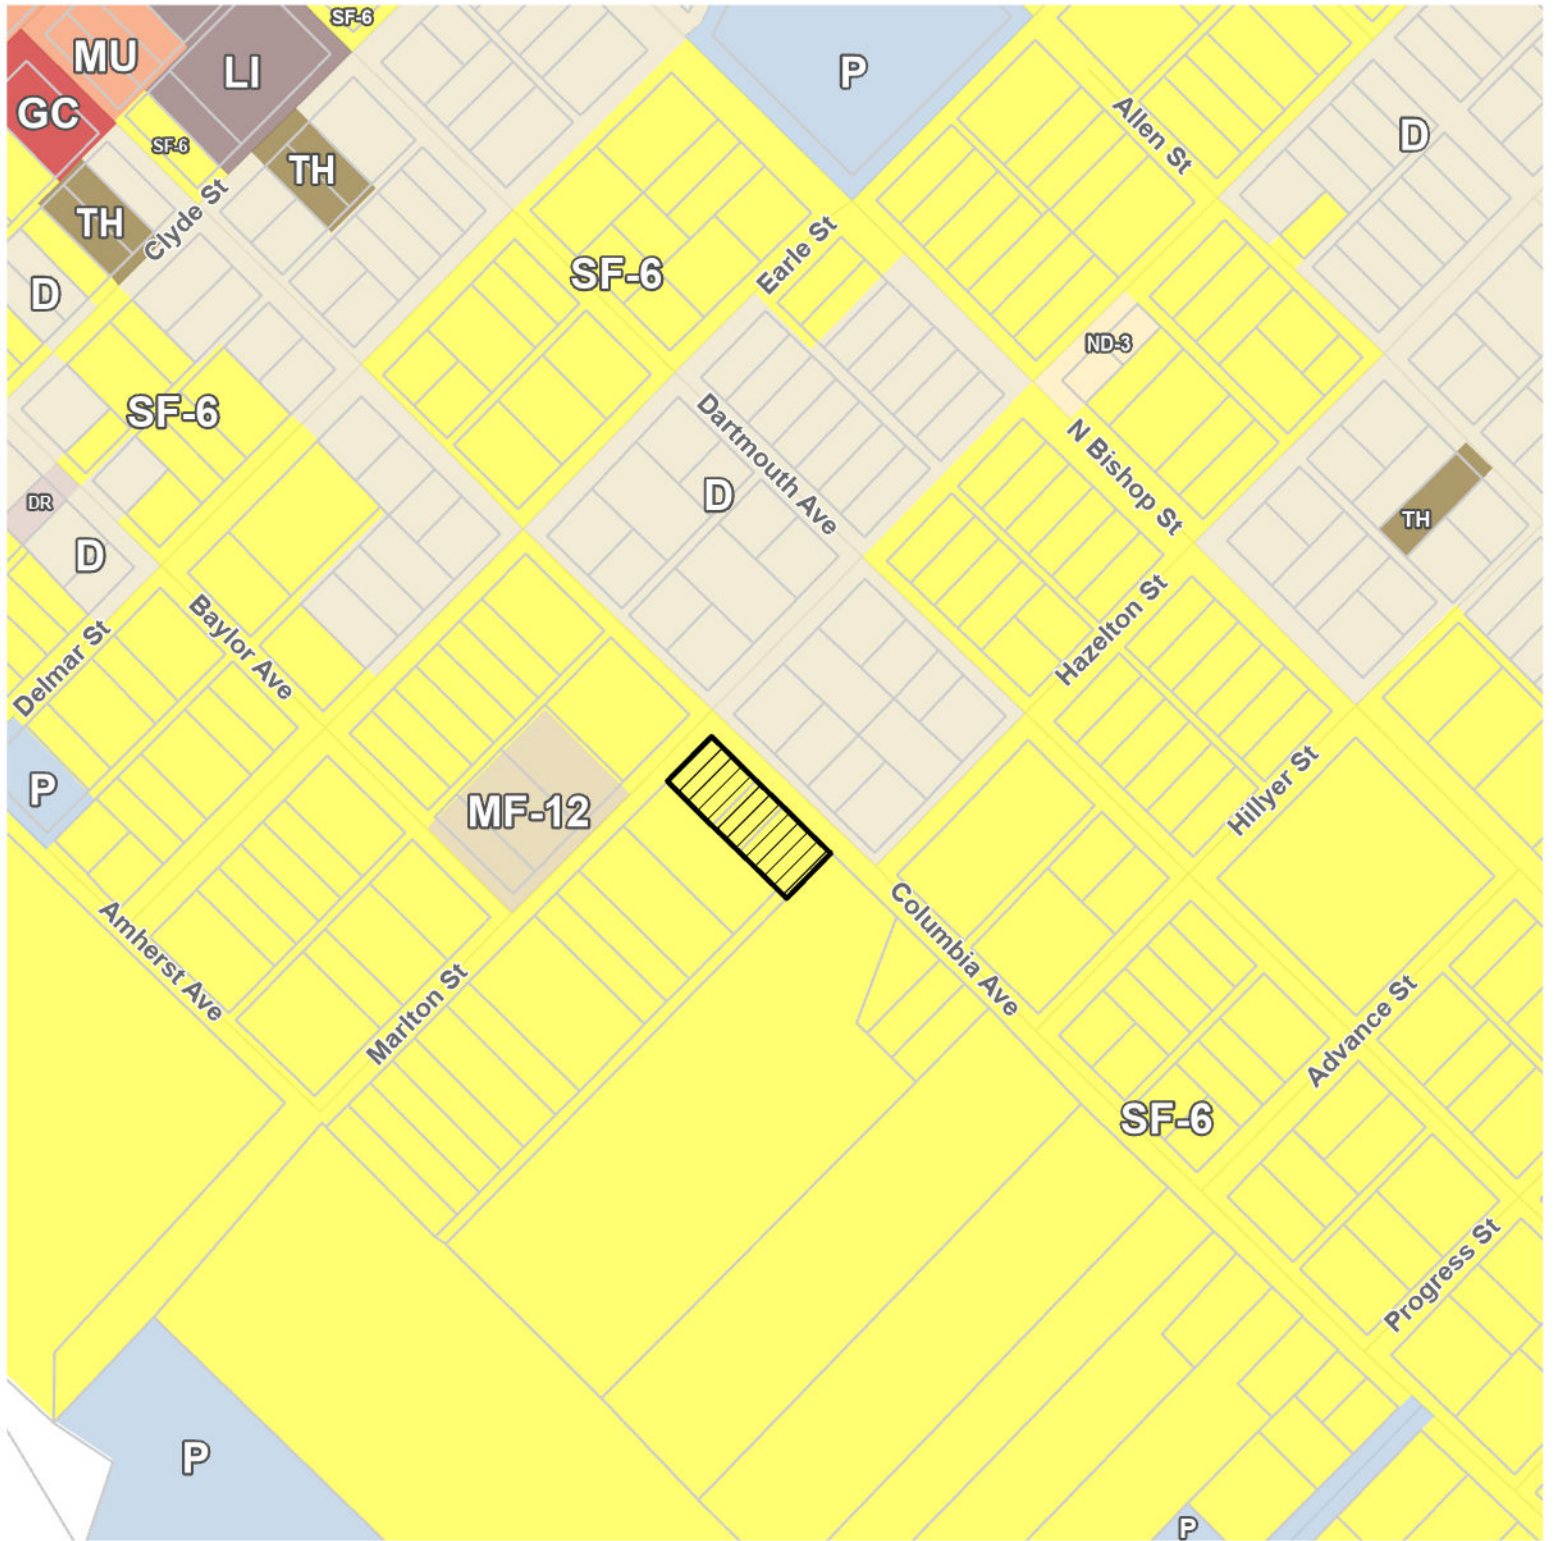 SF-6
MU
LI
P
GC
Allen St
D
SF-6
TH
TH
Clyde St
Earle St
SF-6
D
ND-3
SF-6
Dartmouth Ave
N Bishop St
D
DR
TH
D
Baylor Ave
Hazelton St
Delmar St
P
MF-12
Hillyer St
Columbia Ave
Amherst Ave
Marlton St
Advance St
SF-6
Progress St
P
P